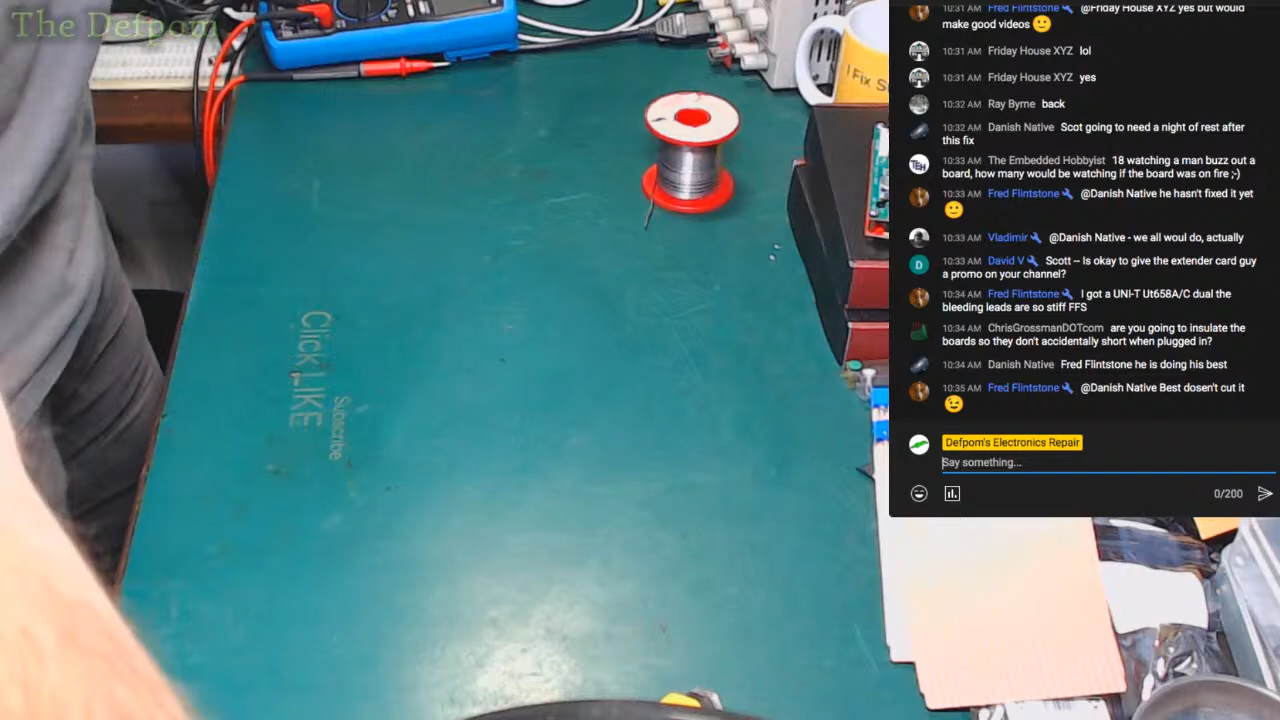 The Defpom
I Fix S
Click LIKE
Subscribe
10:31 AM Fred Flintstone @Friday House XYZ yes but would
make good videos
10:31 AM Friday House XYZ lol
10:31 AM Friday House XYZ yes
10:32 AM Ray Byrne back
10:32 AM Danish Native Scot going to need a night of rest after
this fix
TEH 10:33 AM The Embedded Hobbyist 18 watching a man buzz out a
board, how many would be watching if the board was on fire ;-)
10:33 AM Fred Flintstone @Danish Native he hasn't fixed it yet
10:33 AM Vladimir @Danish Native - we all woul do, actually
D 10:33 AM David V Scott -- Is okay to give the extender card guy
a promo on your channel?
10:34 AM Fred Flintstone I got a UNI-T Ut658A/C dual the
bleeding leads are so stiff FFS
10:34 AM ChrisGrossmanDOTcom are you going to insulate the
boards so they don't accidentally short when plugged in?
10:34 AM Danish Native Fred Flintstone he is doing his best
10:35 AM Fred Flintstone @Danish Native Best dosen't cut it
Defpom's Electronics Repair
Say something...
0/200